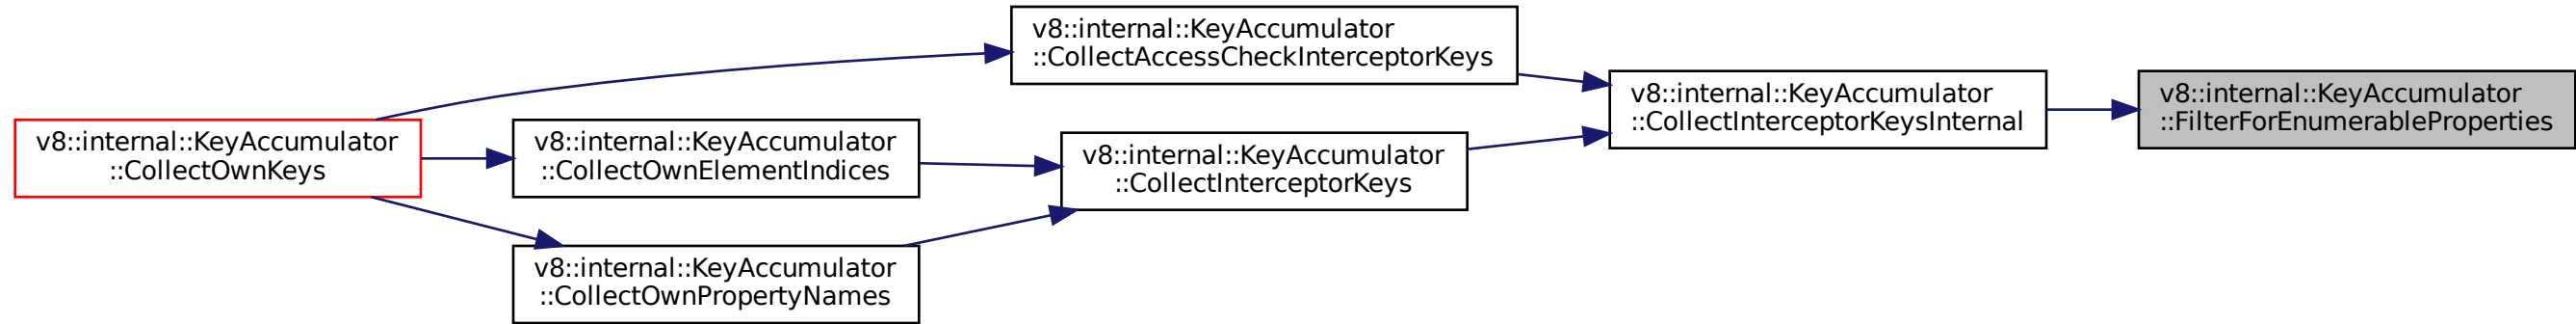 v8::internal::KeyAccumulator
::CollectOwnKeys
v8::internal::KeyAccumulator
::CollectAccessCheckInterceptorKeys
v8::internal::KeyAccumulator
::CollectOwnElementIndices
v8::internal::KeyAccumulator
::CollectOwnPropertyNames
v8::internal::KeyAccumulator
::CollectInterceptorKeys
v8::internal::KeyAccumulator
::CollectInterceptorKeysInternal
v8::internal::KeyAccumulator
::FilterForEnumerableProperties